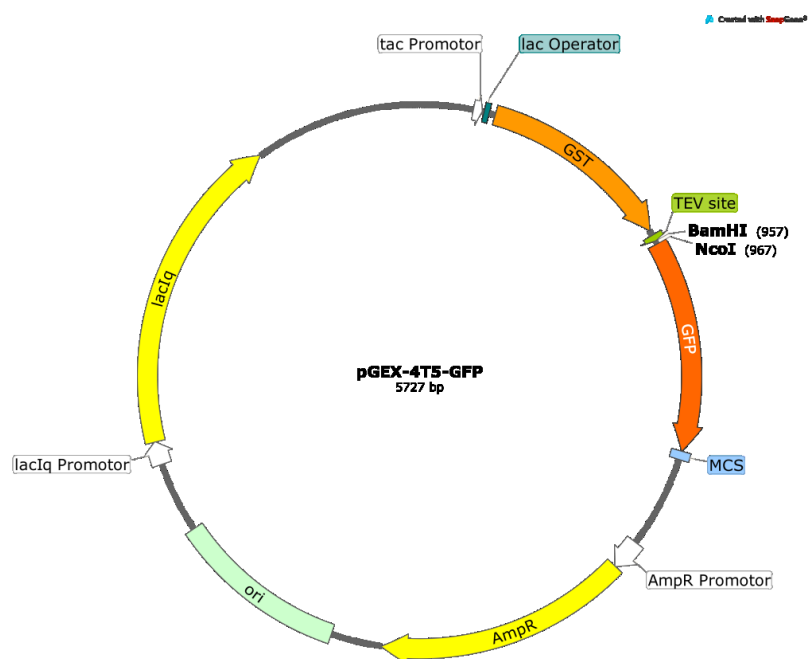 Created with SnapGene®
tac Promotor
lac Operator
GST
TEV site
BamHI (957)
NcoI (967)
GFP
lacIq
pGEX-4T5-GFP
5727 bp
lacIq Promotor
MCS
AmpR Promotor
ori
AmpR